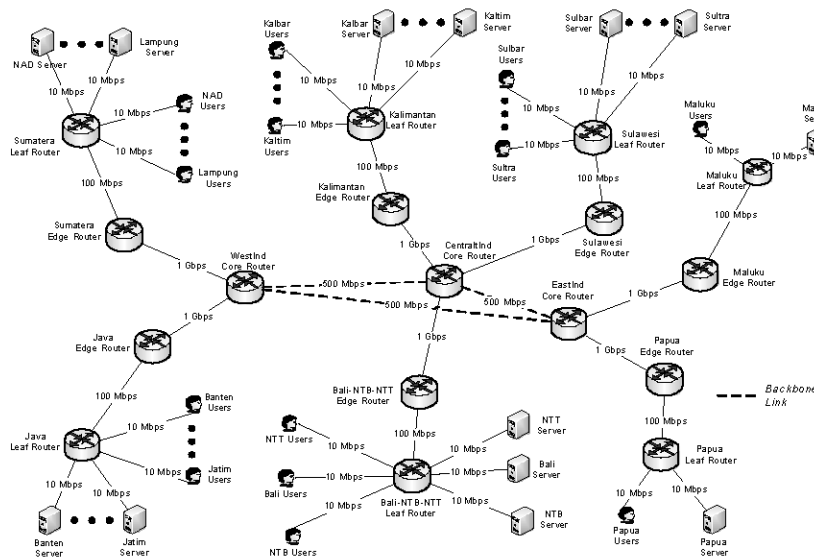 NAD Server
Lampung
Server
10 Mbps
10 Mbps
NAD
Users
10 Mbps
10 Mbps
Lampung
Users
Sumatera
Leaf Router
100 Mbps
Sumatera
Edge Router
1 Gbps
WestInd
Core Router
Kalbar
Users
Kalbar
Server
Kaltim
Server
10 Mbps
10 Mbps
10 Mbps
10 Mbps
Kaltim
Users
Kalimantan
Leaf Router
100 Mbps
Kalimantan
Edge Router
1 Gbps
CentraltInd
Core Router
Sulbar
Server
Sultra
Server
Sulbar
Users
10 Mbps
10 Mbps
10 Mbps
10 Mbps
Sultra
Users
Sulawesi
Leaf Router
100 Mbps
Sulawesi
Edge Router
1 Gbps
Maluku
Users
10 Mbps
10 Mbps
Maluku
Leaf Router
100 Mbps
Maluku
Edge Router
1 Gbps
EastInd
Core Router
500 Mbps
500 Mbps
500 Mbps
1 Gbps
Java
Edge Router
100 Mbps
Java
Leaf Router
Banten
Users
10 Mbps
10 Mbps
Jatim
Users
10 Mbps
10 Mbps
Banten
Server
Jatim
Server
1 Gbps
Bali-NTB-NTT
Edge Router
100 Mbps
NTT Users
10 Mbps
10 Mbps
NTT
Server
Bali Users
10 Mbps
10 Mbps
Bali
Server
10 Mbps
10 Mbps
NTB Users
Bali-NTB-NTT
Leaf Router
NTB
Server
1 Gbps
Papua
Edge Router
100 Mbps
Papua
Leaf Router
10 Mbps
10 Mbps
Papua
Users
Papua
Server
Backbone
Link